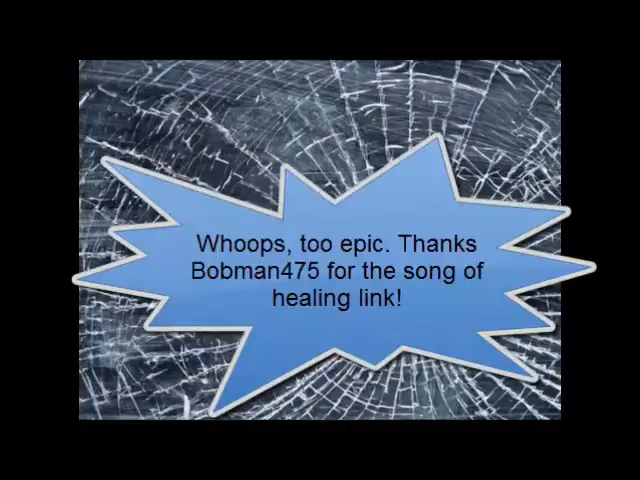 Whoops, too epic. Thanks
Bobman475 for the song of
healing link!